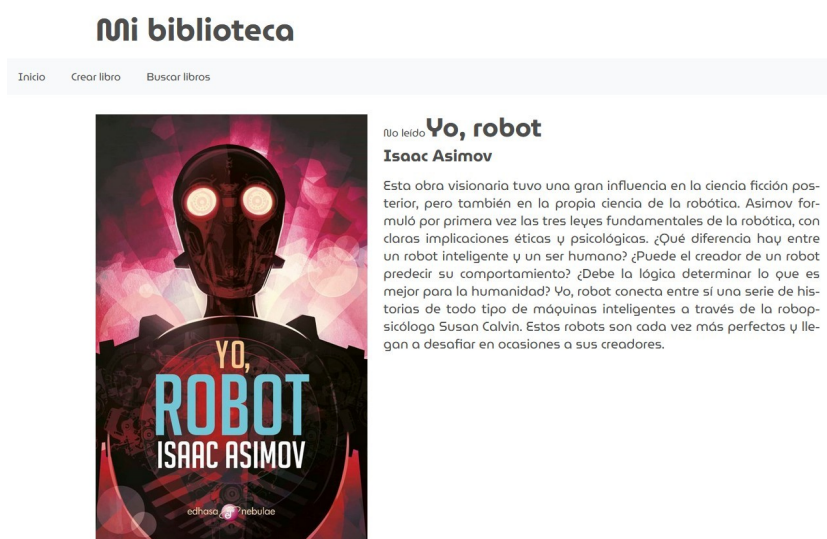 Mi biblioteca
Inicio Crear libro Buscar libros
No leído Yo, robot
Isaac Asimov
Esta obra visionaria tuvo una gran influencia en la ciencia ficción pos-
terior, pero también en la propia ciencia de la robótica. Asimov for-
muló por primera vez las tres leyes fundamentales de la robótica, con
claras implicaciones éticas y psicológicas. ¿Qué diferencia hay entre
un robot inteligente y un ser humano? ¿Puede el creador de un robot
predecir su comportamiento? ¿Debe la lógica determinar lo que es
mejor para la humanidad? Yo, robot conecta entre sí una serie de his-
torias de todo tipo de máquinas inteligentes a través de la robop-
sicóloga Susan Calvin. Estos robots son cada vez más perfectos y lle-
gan a desafiar en ocasiones a sus creadores.
YO,
ROBOT
ISAAC ASIMOV
edhasa nebulae